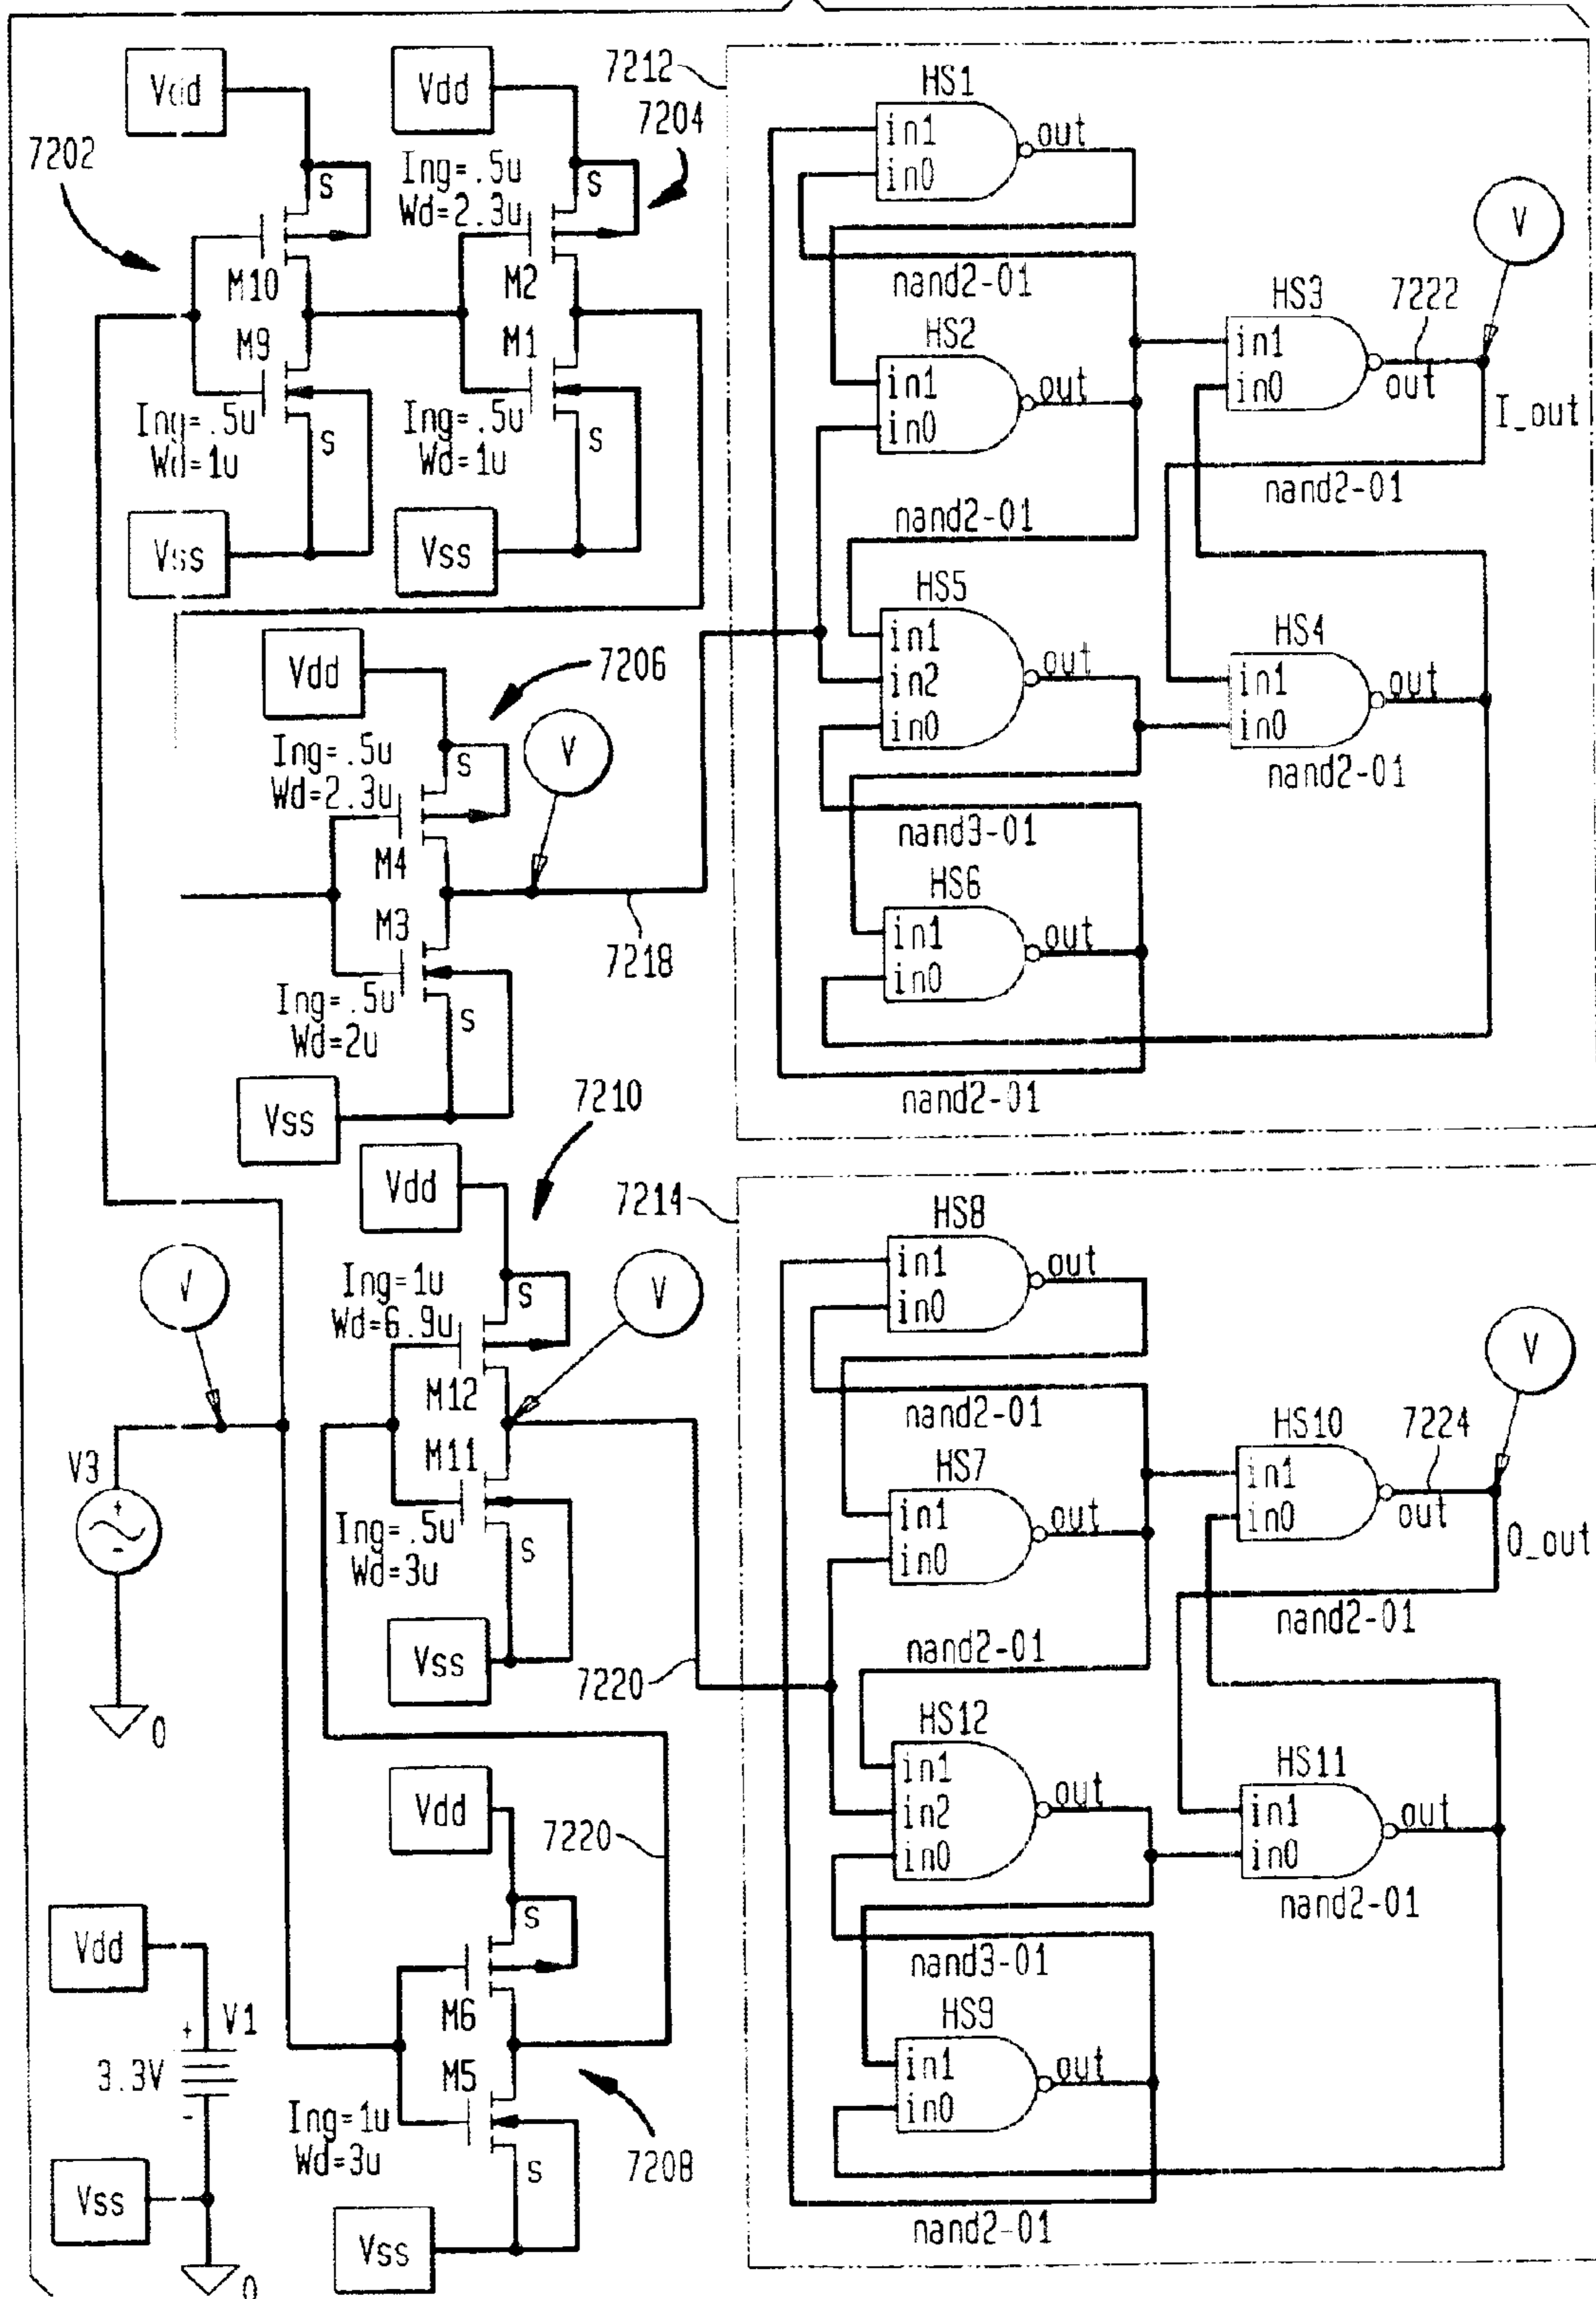 Vdd
7202
S
M10
M9
Ing=.5u
Wd=1u
S
Vss
Vdd
7204
Ing=.5u
Wd=2.3u
S
M2
M1
Ing=.5u
Wd=1u
S
Vss
Vdd
7206
Ing=.5u
Wd=2.3u
S
V
M4
M3
7218
Ing=.5u
Wd=2u
S
Vss
7210
Vdd
V
Ing=1u
Wd=6.9u
S
V
M12
M11
V3
+
-
0
Ing=.5u
Wd=3u
S
Vss
7220
Vdd
7220
S
M6
M5
Ing=1u
Wd=3u
S
7208
Vss
Vdd
+
V1
3.3V
-
Vss
0
7212
HS1
in1
in0
out
nand2-01
HS2
in1
in0
out
nand2-01
HS3
in1
in0
out
7222
V
I_out
nand2-01
HS5
in1
in2
in0
out
nand3-01
HS4
in1
in0
out
nand2-01
HS6
in1
in0
out
nand2-01
7214
HS8
in1
in0
out
nand2-01
HS7
in1
in0
out
nand2-01
HS10
in1
in0
out
7224
V
Q_out
nand2-01
HS12
in1
in2
in0
out
nand3-01
HS11
in1
in0
out
nand2-01
HS9
in1
in0
out
nand2-01